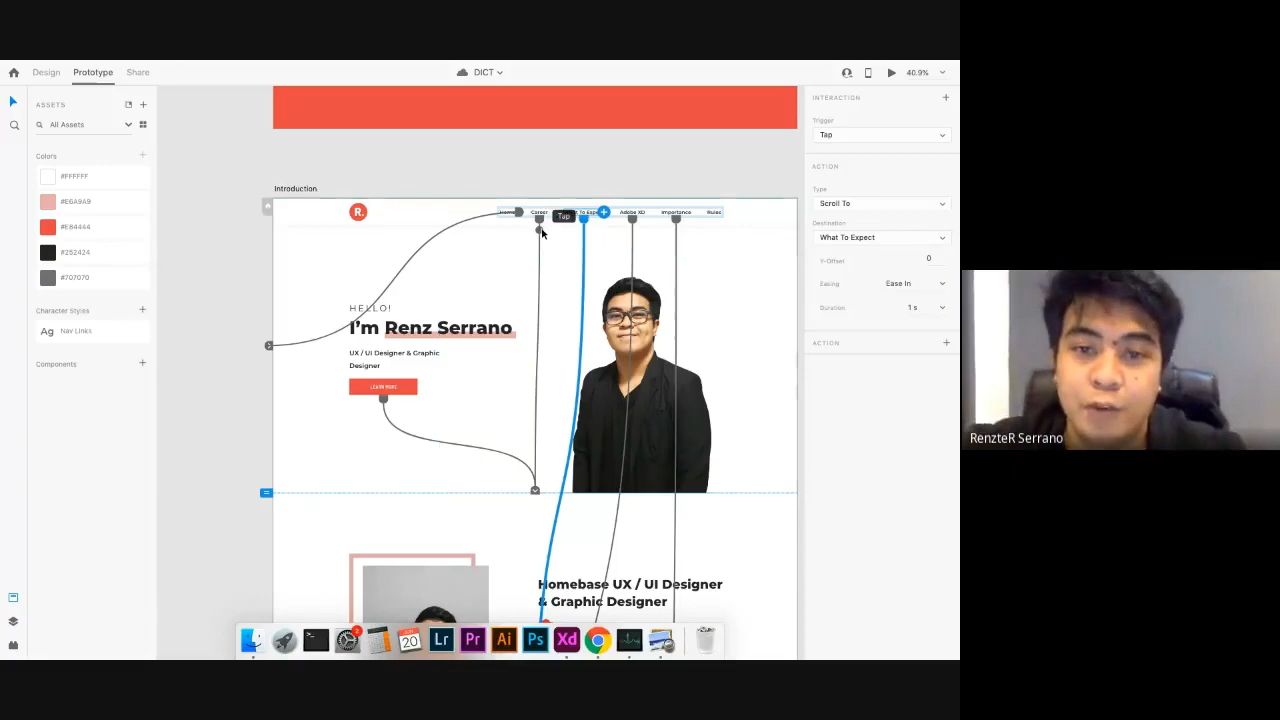 Design
Prototype
Share
DICT
40.9%
ASSETS
All Assets
Colors
#FFFFFF
#E6A9A9
#E84444
#252424
#707070
Character Styles
Ag Nav Links
Components
Introduction
R.
Home
Career
Tap
Adobe XD
Importance
Rules
HELLO!
I'm Renz Serrano
UX / UI Designer & Graphic
Designer
LEARN MORE
Homebase UX / UI Designer
& Graphic Designer
INTERACTION
Trigger
Tap
ACTION
Type
Scroll To
Destination
What To Expect
Y-Offset
0
Easing
Ease In
Duration
1 s
ACTION
RenzteR Serrano
2
20
Lr
Pr
Ai
Ps
Xd